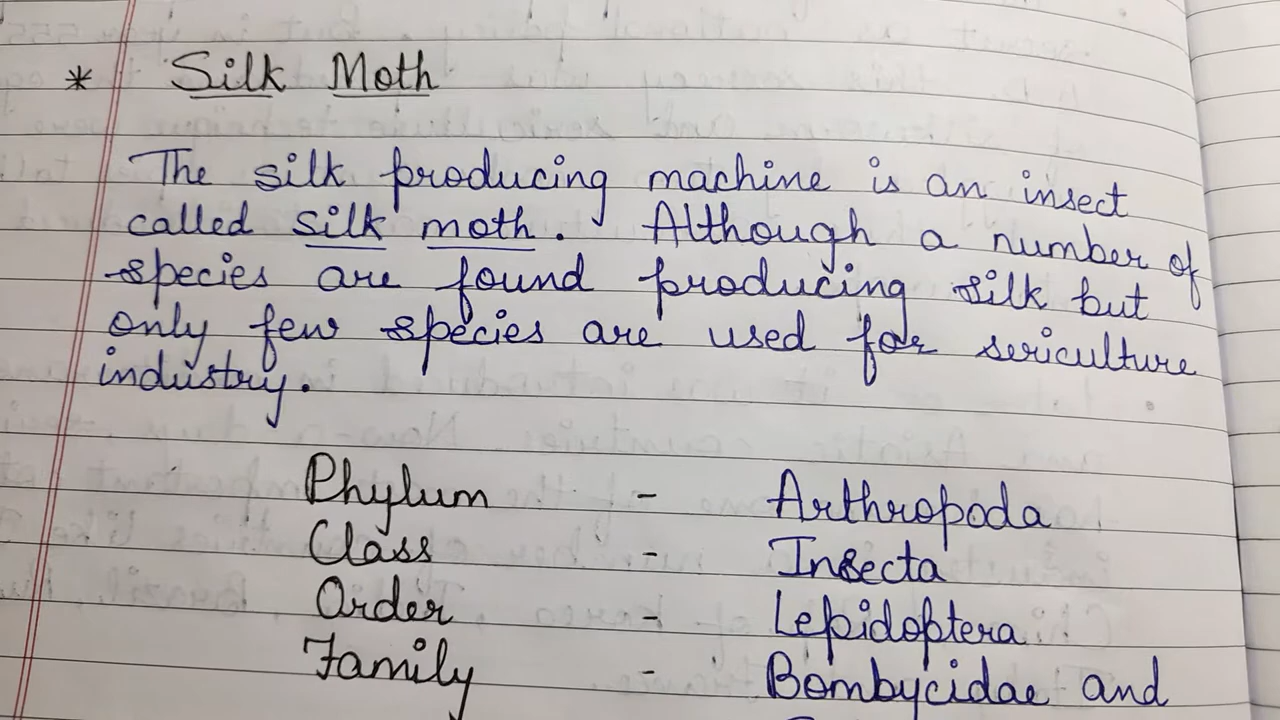 * Silk Moth
The silk producing machine is an insect
called silk moth. Although a number of
species are found producing silk but
only few species are used for sericulture
industry.
Phylum - Arthropoda
Class - Insecta
Order - Lepidoptera
Family - Bombycidae and